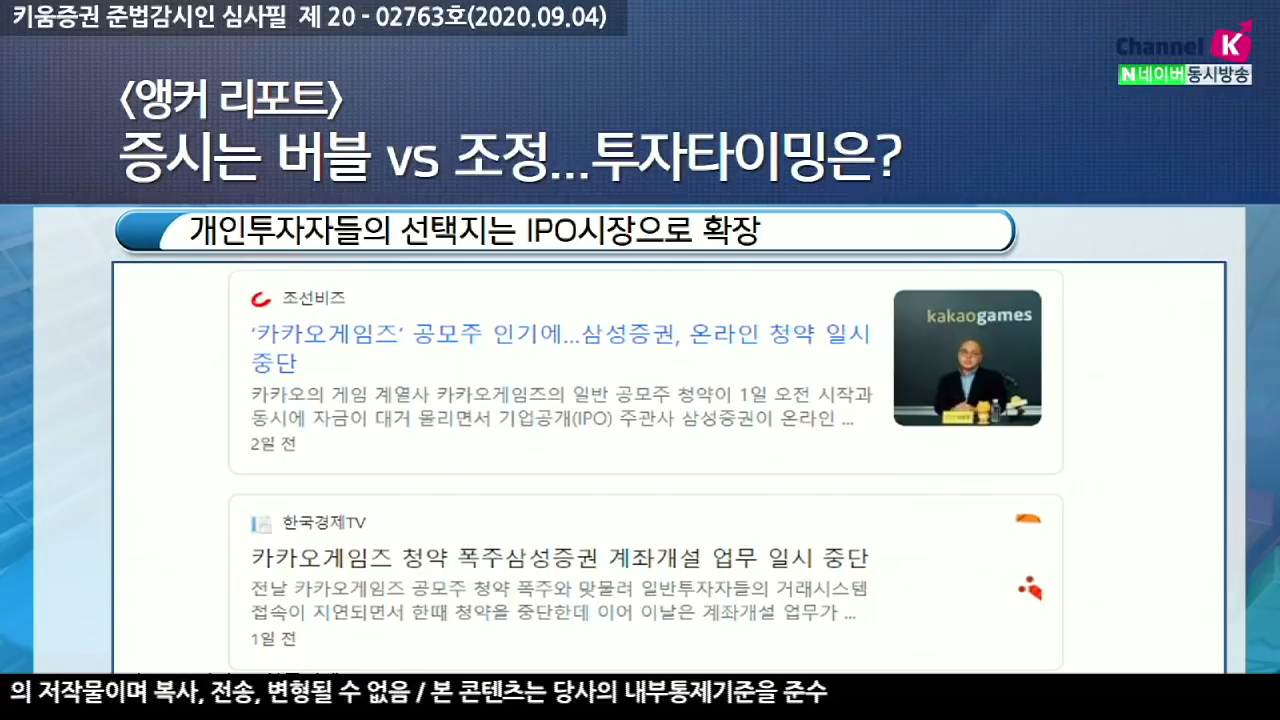 키움증권 준법감시인 심사필 제 20 - 02763호(2020.09.04)
Channel K
N 네이버 동시방송
<앵커 리포트>
증시는 버블 vs 조정...투자타이밍은?
개인투자자들의 선택지는 IPO시장으로 확장
조선비즈
‘카카오게임즈’ 공모주 인기에...삼성증권, 온라인 청약 일시
중단
카카오의 게임 계열사 카카오게임즈의 일반 공모주 청약이 1일 오전 시작과
동시에 자금이 대거 몰리면서 기업공개(IPO) 주관사 삼성증권이 온라인 ...
2일 전
kakaogames
한국경제TV
카카오게임즈 청약 폭주삼성증권 계좌개설 업무 일시 중단
전날 카카오게임즈 공모주 청약 폭주와 맞물려 일반투자자들의 거래시스템
접속이 지연되면서 한때 청약을 중단한데 이어 이날은 계좌개설 업무가 ...
1일 전
의 저작물이며 복사, 전송, 변형될 수 없음 / 본 콘텐츠는 당사의 내부통제기준을 준수